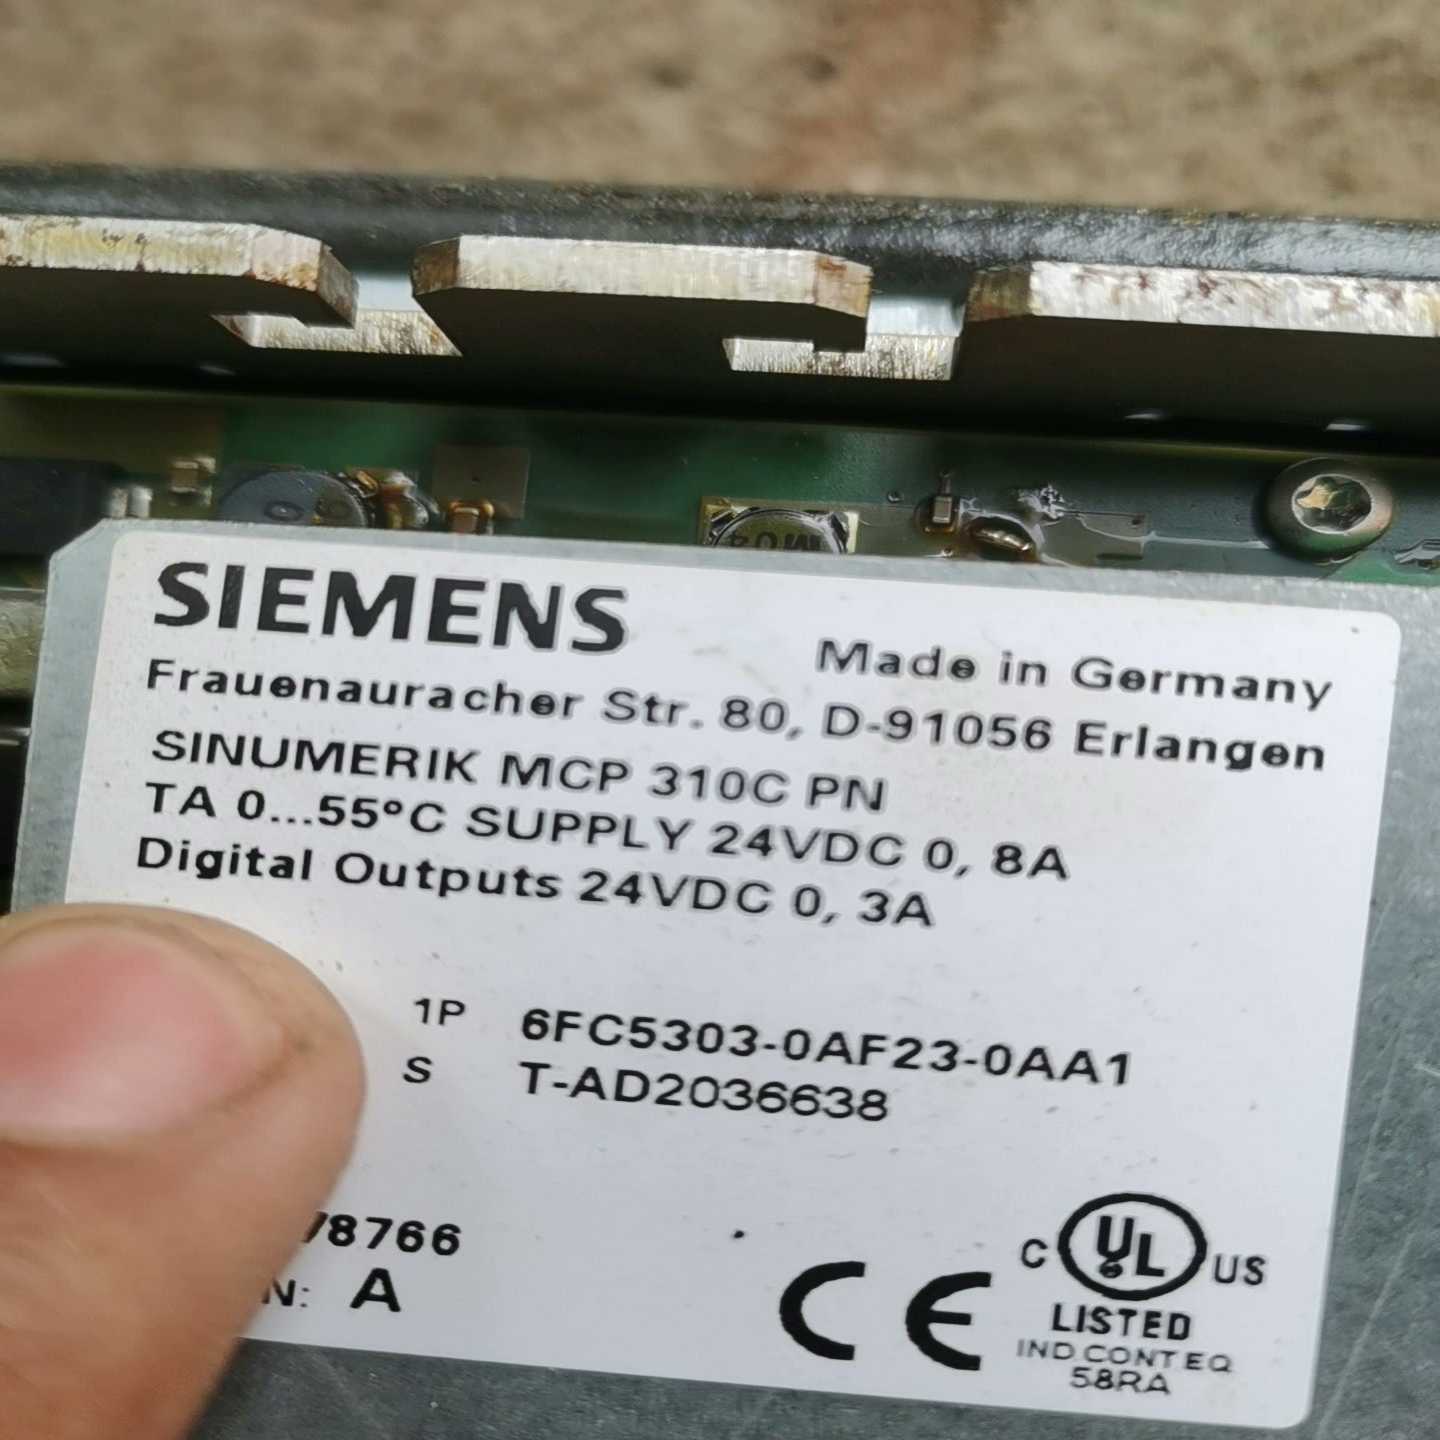 SIEMENS
Made in Germany
Frauenauracher Str. 80, D-91056 Erlangen
SINUMERIK MCP 310C PN
TA 0...55°C SUPPLY 24VDC 0, 8A
Digital Outputs 24VDC 0, 3A
1P 6FC5303-0AF23-0AA1
S T-AD2036638
8766
N: A
CE
C UL US
LISTED
IND CONT EQ
58RA